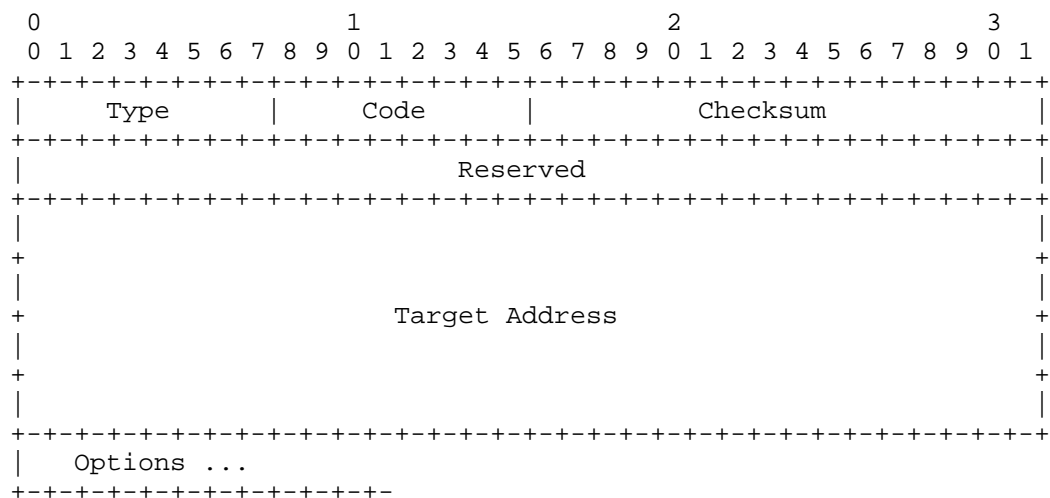 0                   1                   2                   3
 0 1 2 3 4 5 6 7 8 9 0 1 2 3 4 5 6 7 8 9 0 1 2 3 4 5 6 7 8 9 0 1
+-+-+-+-+-+-+-+-+-+-+-+-+-+-+-+-+-+-+-+-+-+-+-+-+-+-+-+-+-+-+-+-+
|     Type      |     Code      |          Checksum             |
+-+-+-+-+-+-+-+-+-+-+-+-+-+-+-+-+-+-+-+-+-+-+-+-+-+-+-+-+-+-+-+-+
|                           Reserved                            |
+-+-+-+-+-+-+-+-+-+-+-+-+-+-+-+-+-+-+-+-+-+-+-+-+-+-+-+-+-+-+-+-+
|                                                               |
+                                                               +
|                                                               |
+                       Target Address                          +
|                                                               |
+                                                               +
|                                                               |
+-+-+-+-+-+-+-+-+-+-+-+-+-+-+-+-+-+-+-+-+-+-+-+-+-+-+-+-+-+-+-+-+
|   Options ...
+-+-+-+-+-+-+-+-+-+-+-+-